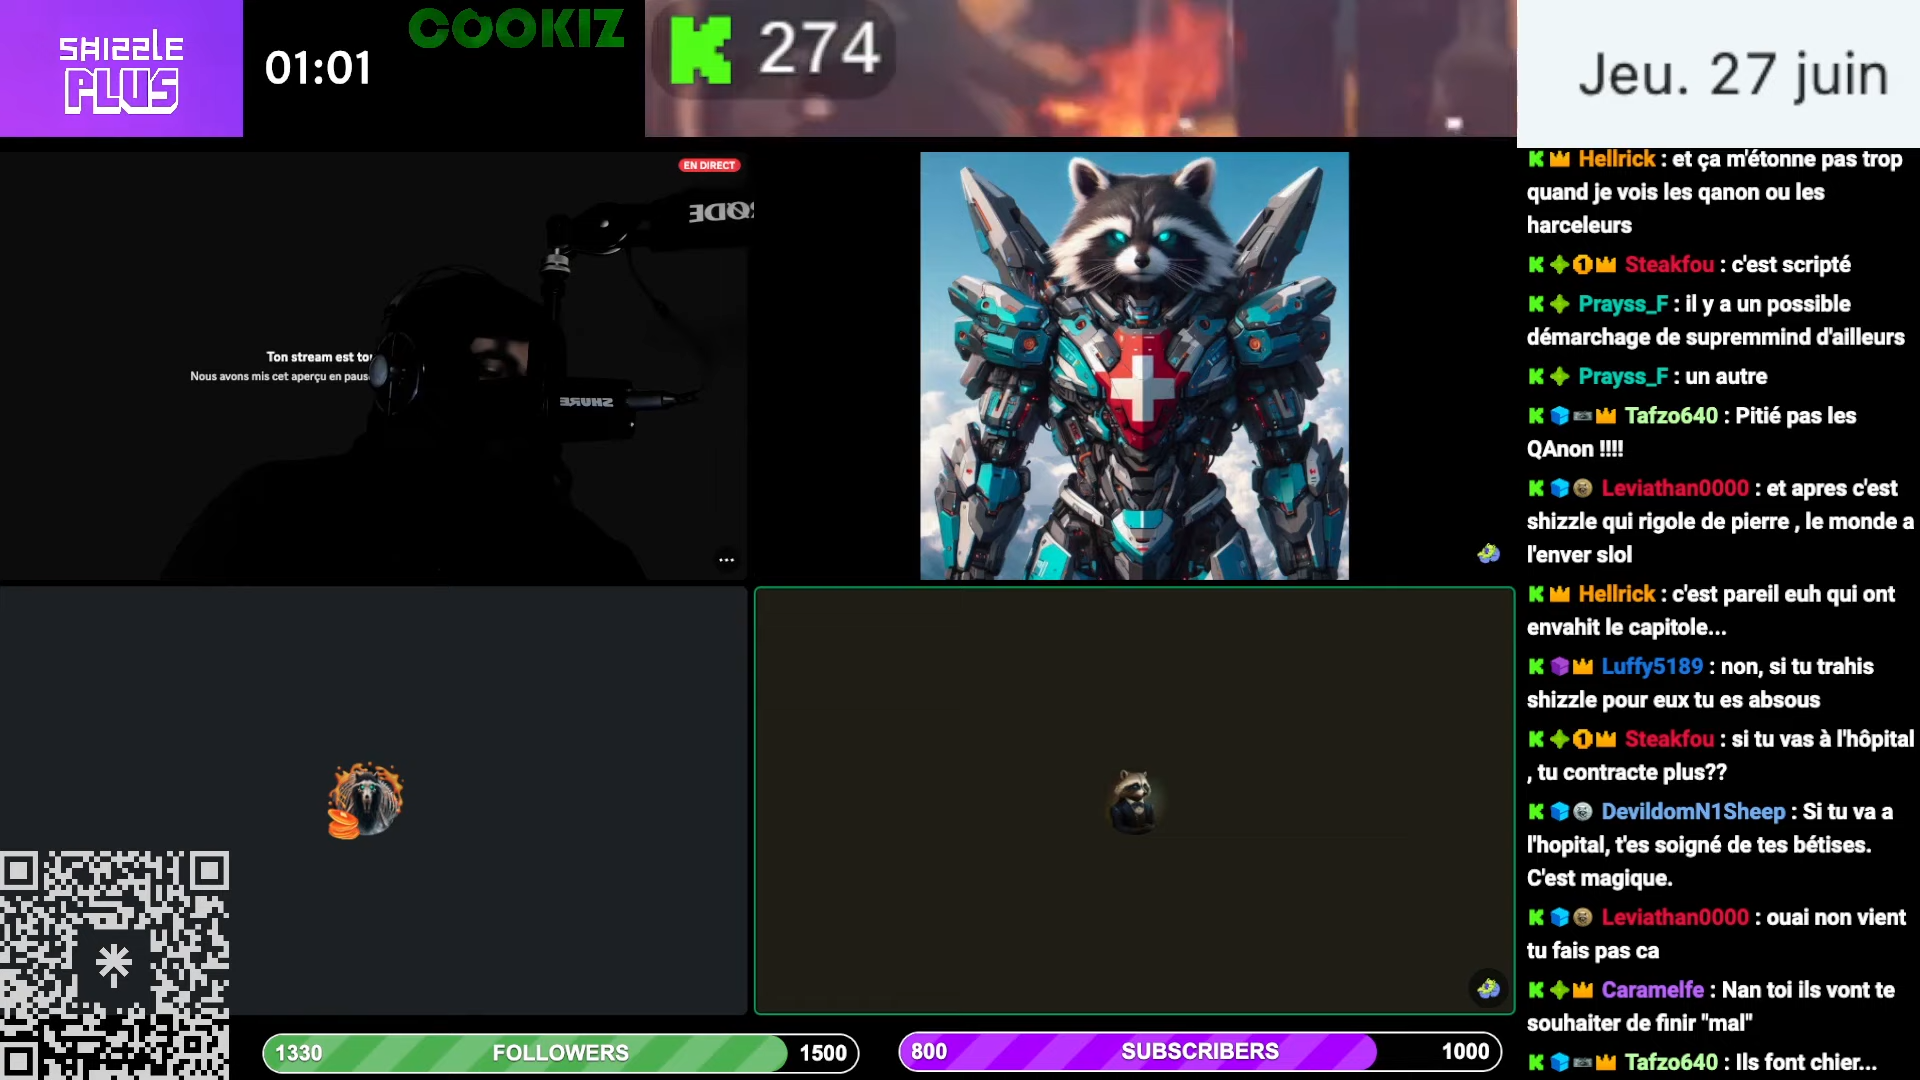 SHIZZLE
PLUS
01:01
COOKIZ
274
Jeu. 27 juin
EN DIRECT
Ton stream est tou
Nous avons mis cet aperçu en paus
SHURE
Hellrick : et ça m'étonne pas trop
quand je vois les qanon ou les
harceleurs
Steakfou : c'est scripté
Prayss_F : il y a un possible
démarchage de supremmind d'ailleurs
Prayss_F : un autre
Tafzo640 : Pitié pas les
QAnon !!!!
Leviathan0000 : et apres c'est
shizzle qui rigole de pierre , le monde a
l'enver slol
Hellrick : c'est pareil euh qui ont
envahit le capitole...
Luffy5189 : non, si tu trahis
shizzle pour eux tu es absous
Steakfou : si tu vas à l'hôpital
, tu contracte plus??
DevildomN1Sheep : Si tu va a
l'hopital, t'es soigné de tes bétises.
C'est magique.
Leviathan0000 : ouai non vient
tu fais pas ca
Caramelfe : Nan toi ils vont te
souhaiter de finir "mal"
Tafzo640 : Ils font chier...
1330 FOLLOWERS 1500
800 SUBSCRIBERS 1000